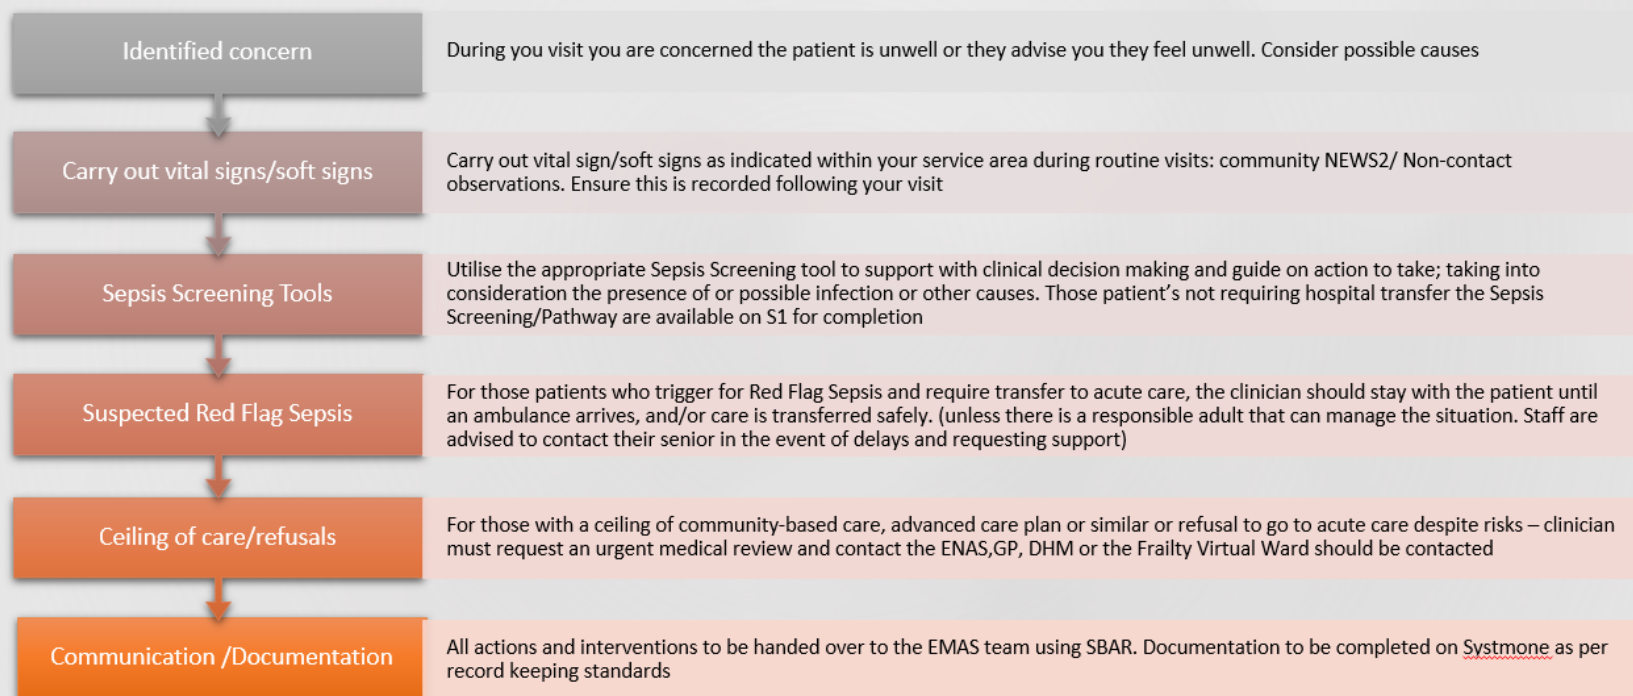 Identified concern
During you visit you are concerned the patient is unwell or they advise you they feel unwell. Consider possible causes
Carry out vital signs/soft signs
Carry out vital sign/soft signs as indicated within your service area during routine visits: community NEWS2/ Non-contact
observations. Ensure this is recorded following your visit
Sepsis Screening Tools
Utilise the appropriate Sepsis Screening tool to support with clinical decision making and guide on action to take; taking into
consideration the presence of or possible infection or other causes. Those patient’s not requiring hospital transfer the Sepsis
Screening/Pathway are available on S1 for completion
Suspected Red Flag Sepsis
For those patients who trigger for Red Flag Sepsis and require transfer to acute care, the clinician should stay with the patient until
an ambulance arrives, and/or care is transferred safely. (unless there is a responsible adult that can manage the situation. Staff are
advised to contact their senior in the event of delays and requesting support)
Ceiling of care/refusals
For those with a ceiling of community-based care, advanced care plan or similar or refusal to go to acute care despite risks – clinician
must request an urgent medical review and contact the ENAS,GP, DHM or the Frailty Virtual Ward should be contacted
Communication /Documentation
All actions and interventions to be handed over to the EMAS team using SBAR. Documentation to be completed on Systmone as per
record keeping standards